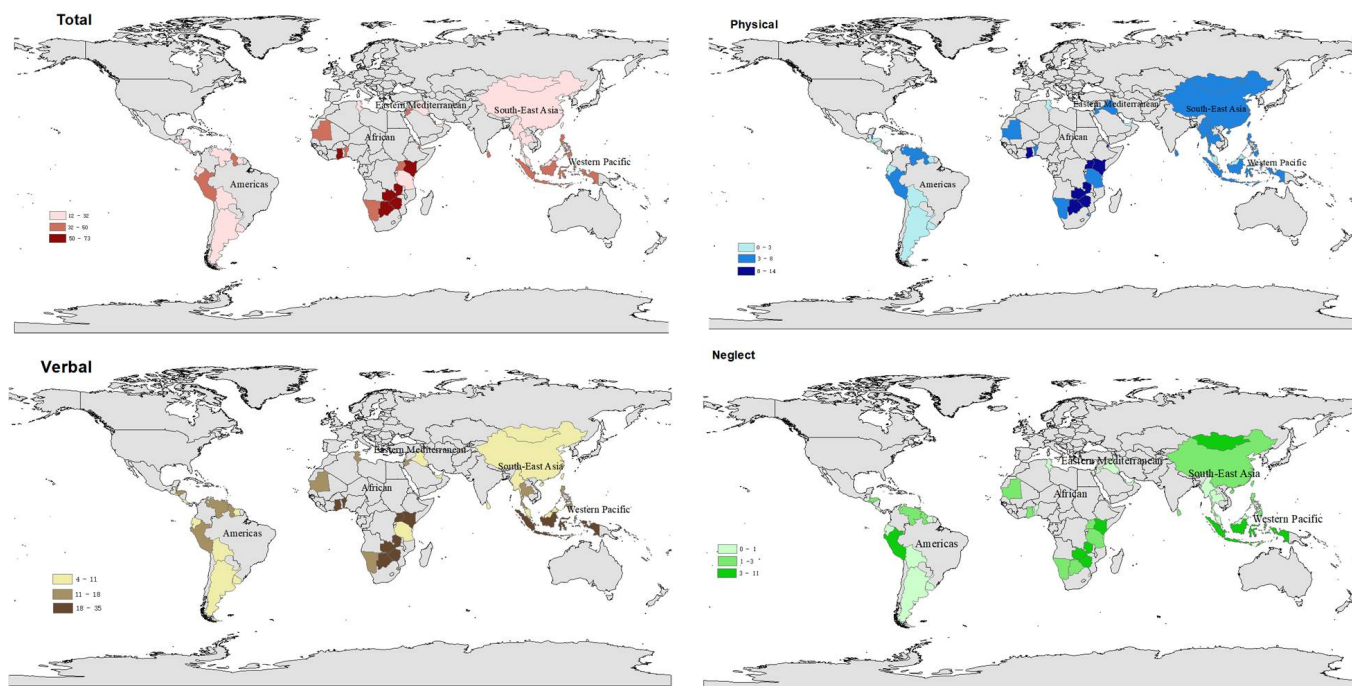 Total
Eastern Mediterranean
South-East Asia
African
Western Pacific
Americas
12 - 32
32 - 50
50 - 73
Physical
Eastern Mediterranean
South-East Asia
African
Western Pacific
Americas
0 - 3
3 - 8
8 - 14
Verbal
Eastern Mediterranean
South-East Asia
African
Western Pacific
Americas
4 - 11
11 - 18
18 - 35
Neglect
Eastern Mediterranean
South-East Asia
African
Western Pacific
Americas
0 - 1
1 -3
3 - 11